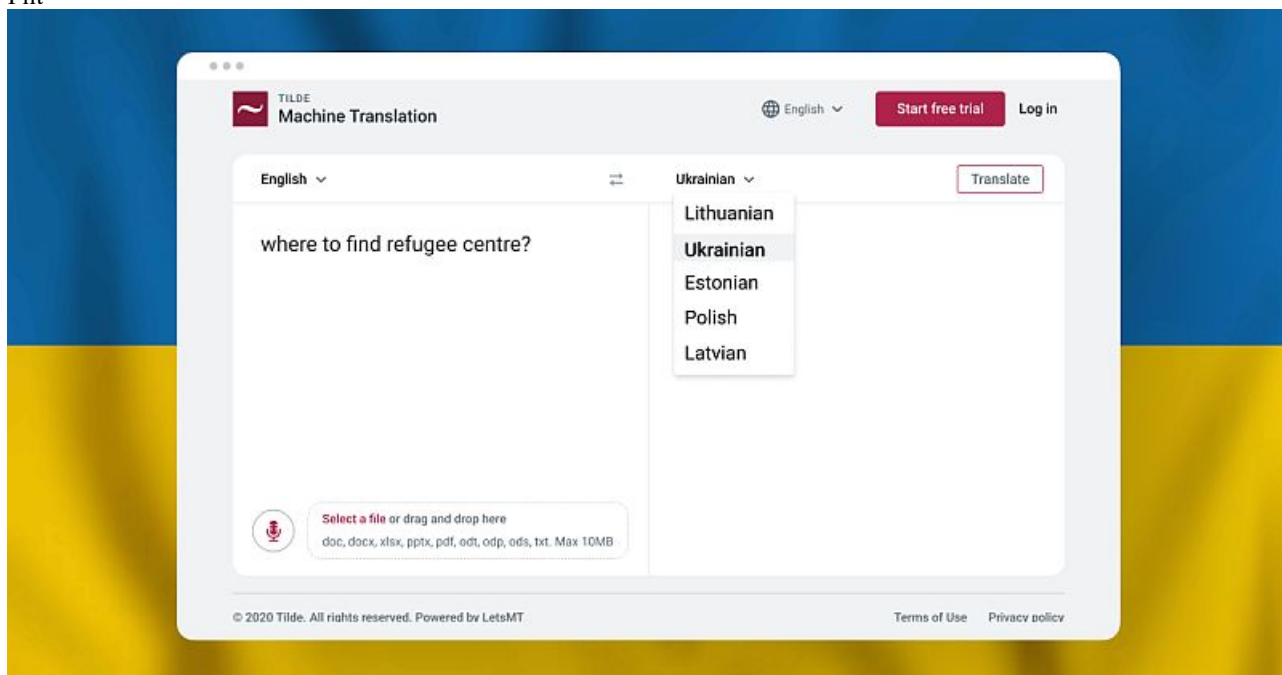 TILDE
Machine Translation
English
Start free trial
Log in
English
Ukrainian
Translate
where to find refugee centre?
Lithuanian
Ukrainian
Estonian
Polish
Latvian
Select a file or drag and drop here
doc, docx, xlsx, pptx, pdf, odt, odp, ods, txt. Max 10MB
© 2020 Tilde. All rights reserved. Powered by LetsMT
Terms of Use
Privacy policy